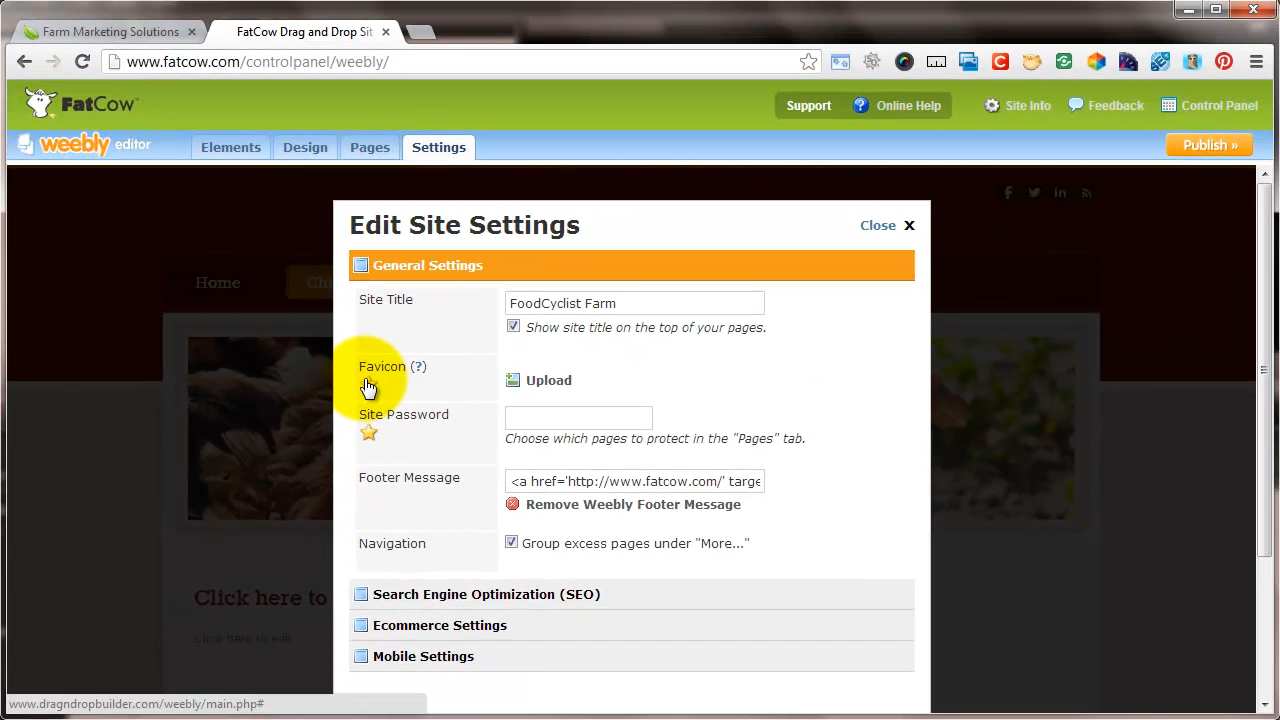 Farm Marketing Solutions
FatCow Drag and Drop Sit
www.fatcow.com/controlpanel/weebly/
FatCow
Support Online Help Site Info Feedback Control Panel
weebly editor Elements Design Pages Settings Publish »
Edit Site Settings Close X
General Settings
Home
Site Title FoodCyclist Farm
Show site title on the top of your pages.
Favicon (?) Upload
Site Password
Choose which pages to protect in the "Pages" tab.
Footer Message <a href='http://www.fatcow.com/' targe
Remove Weebly Footer Message
Navigation Group excess pages under "More..."
Search Engine Optimization (SEO)
Click here to
Ecommerce Settings
Click here to edit
Mobile Settings
www.dragndropbuilder.com/weebly/main.php#